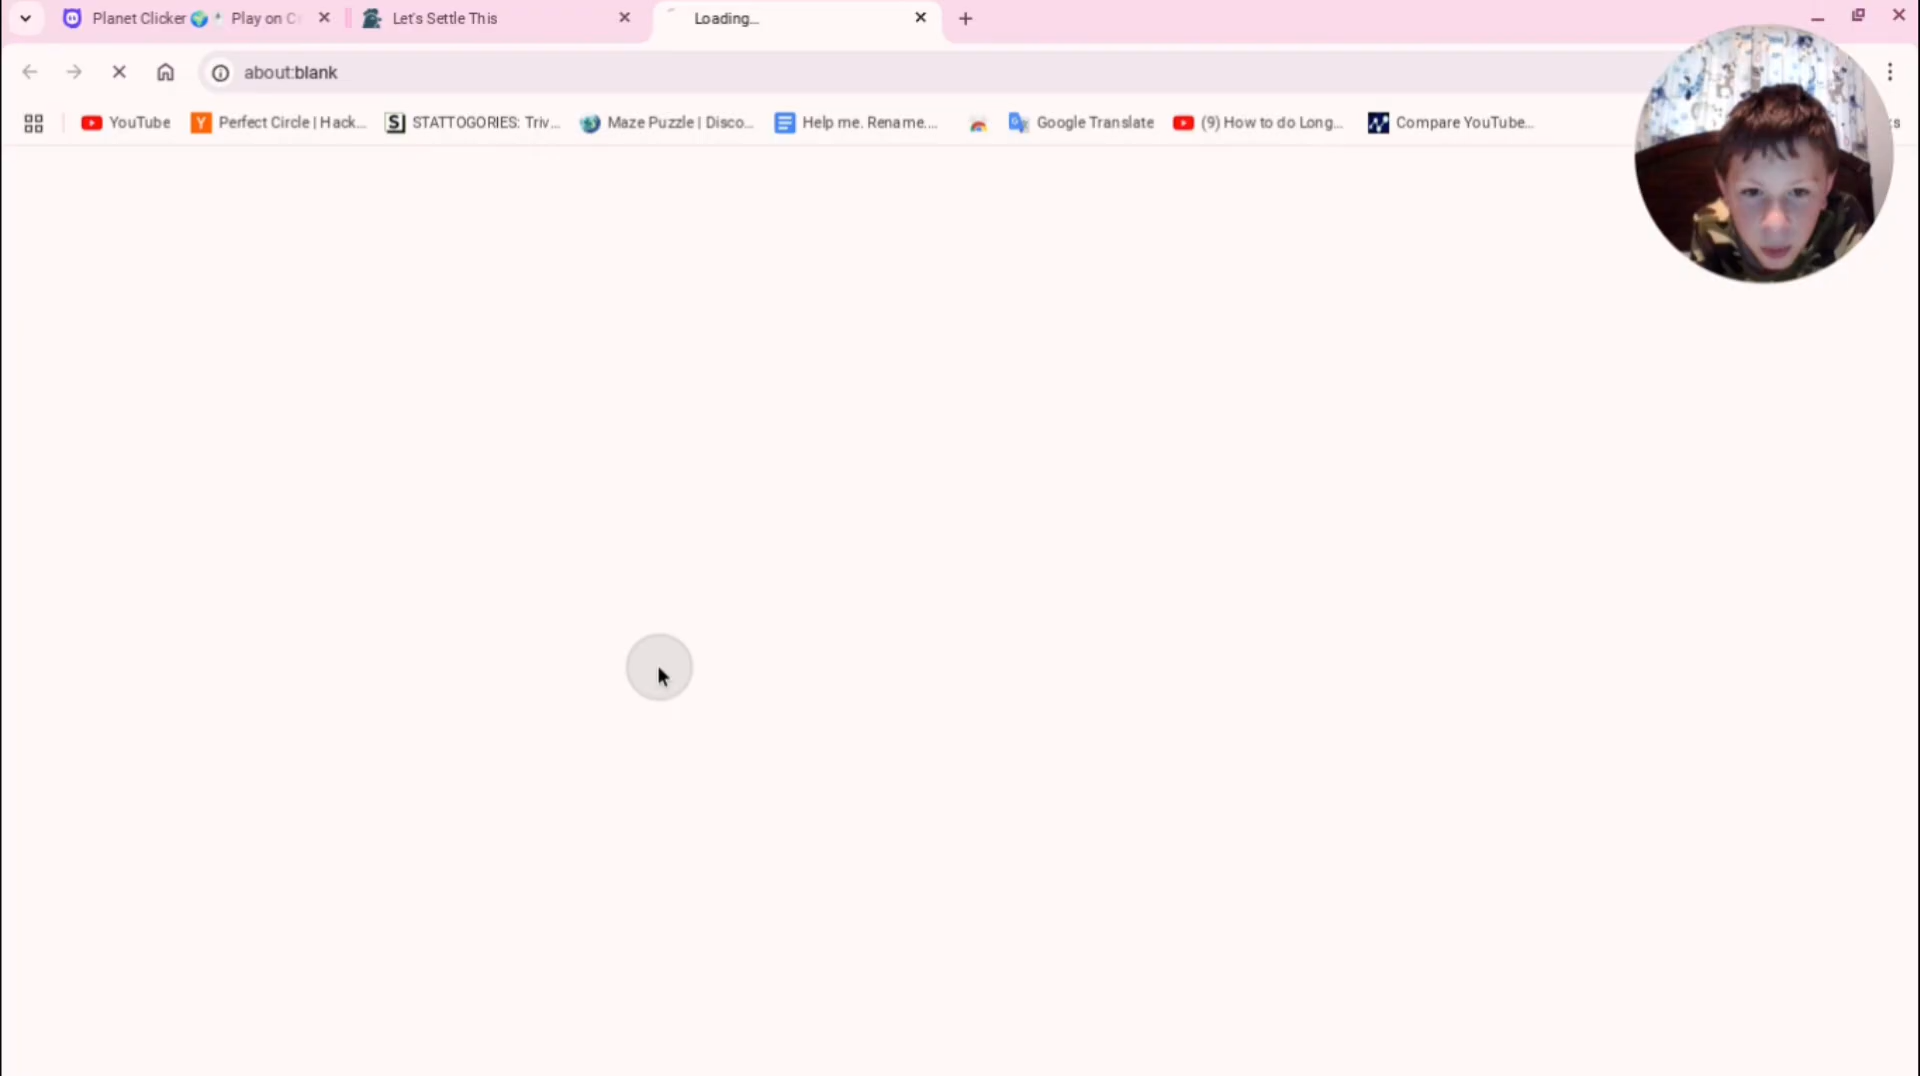 Planet Clicker 🌍 Play on C
Let's Settle This
Loading...
about:blank
YouTube
Perfect Circle | Hack...
STATTOGORIES: Triv...
Maze Puzzle | Disco...
Help me. Rename....
Google Translate
(9) How to do Long...
Compare YouTube...